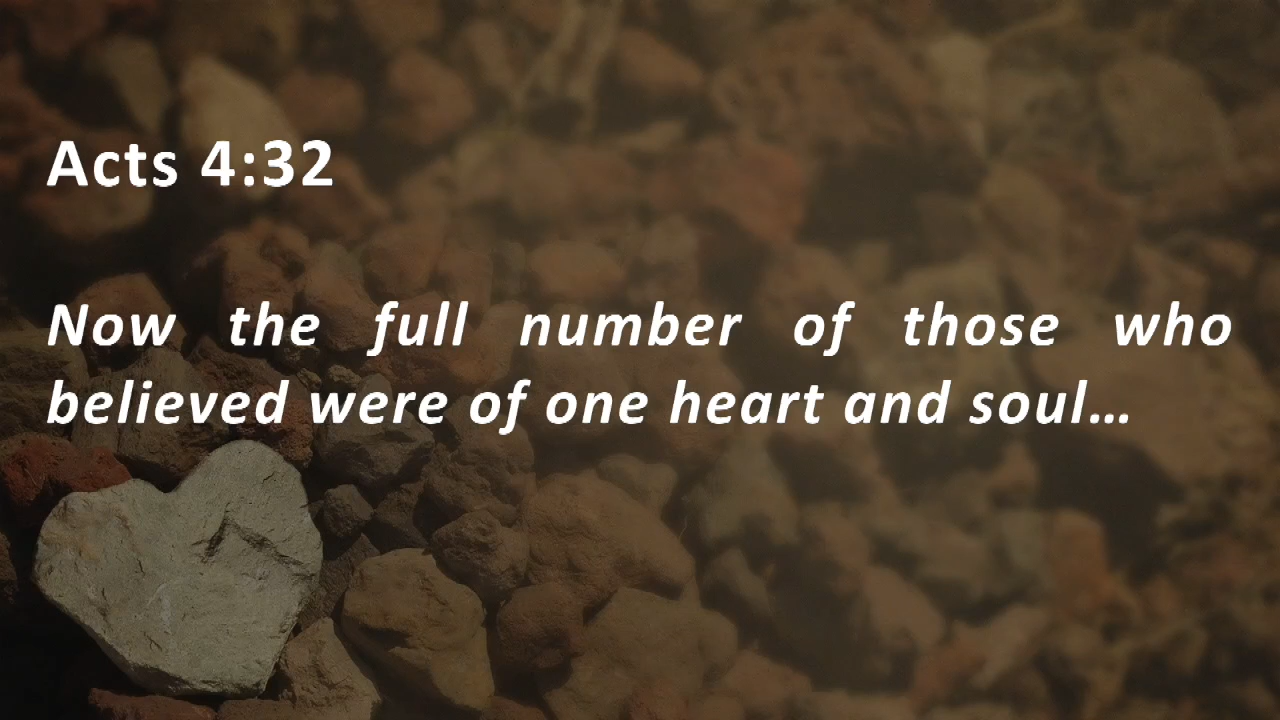 Acts 4:32
Now the full number of those who
believed were of one heart and soul…